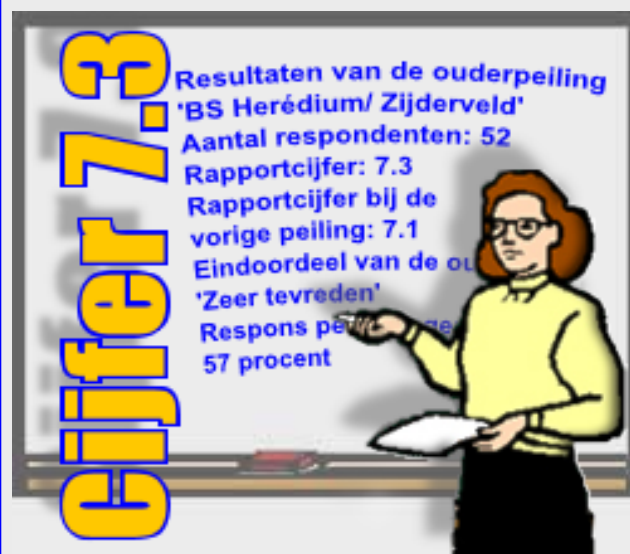 Cijfer 7.3
Resultaten van de ouderpeiling
'BS Herédium/ Zijderveld'
Aantal respondenten: 52
Rapportcijfer: 7.3
Rapportcijfer bij de
vorige peiling: 7.1
Eindoordeel van de
'Zeer tevreden'
Respons
57 procent